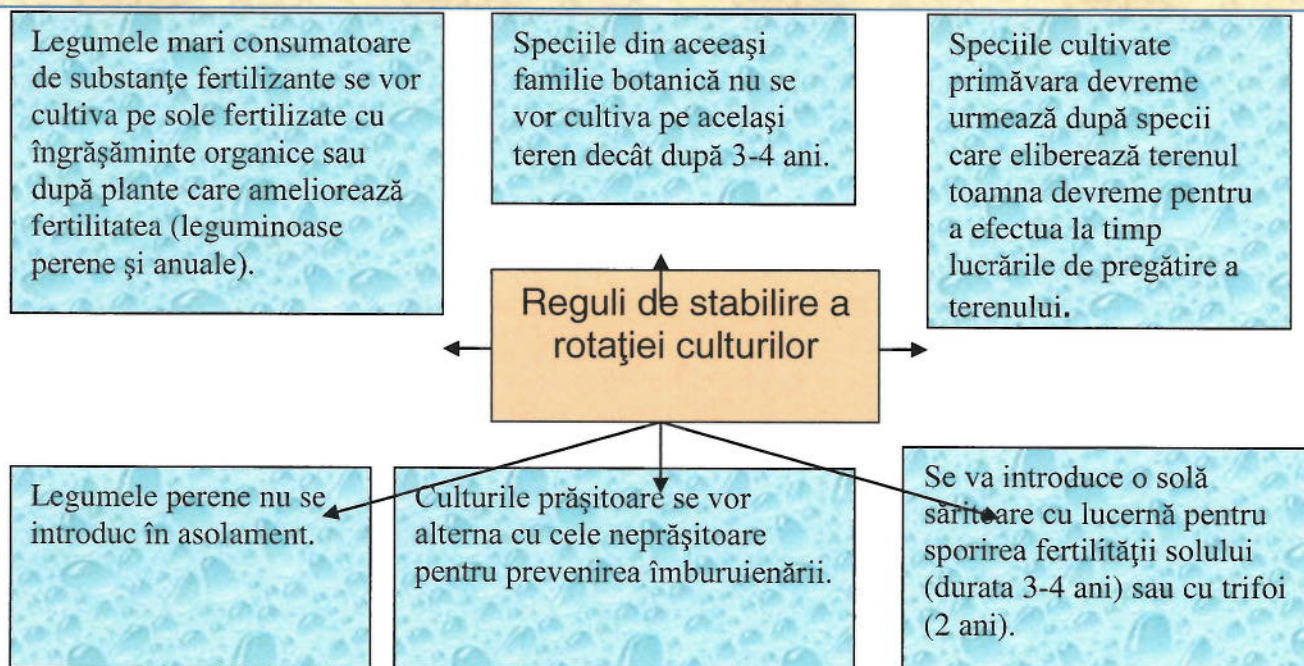 Legumele mari consumatoare
de substanţe fertilizante se vor
cultiva pe sole fertilizate cu
îngrăşăminte organice sau
după plante care ameliorează
fertilitatea (leguminoase
perene şi anuale).
Speciile din aceeaşi
familie botanică nu se
vor cultiva pe acelaşi
teren decât după 3-4 ani.
Speciile cultivate
primăvara devreme
urmează după specii
care eliberează terenul
toamna devreme pentru
a efectua la timp
lucrările de pregătire a
terenului.
Reguli de stabilire a
rotaţiei culturilor
Legumele perene nu se
introduc în asolament.
Culturile prăşitoare se vor
alterna cu cele neprăşitoare
pentru prevenirea îmburuienării.
Se va introduce o solă
săritoare cu lucernă pentru
sporirea fertilităţii solului
(durata 3-4 ani) sau cu trifoi
(2 ani).